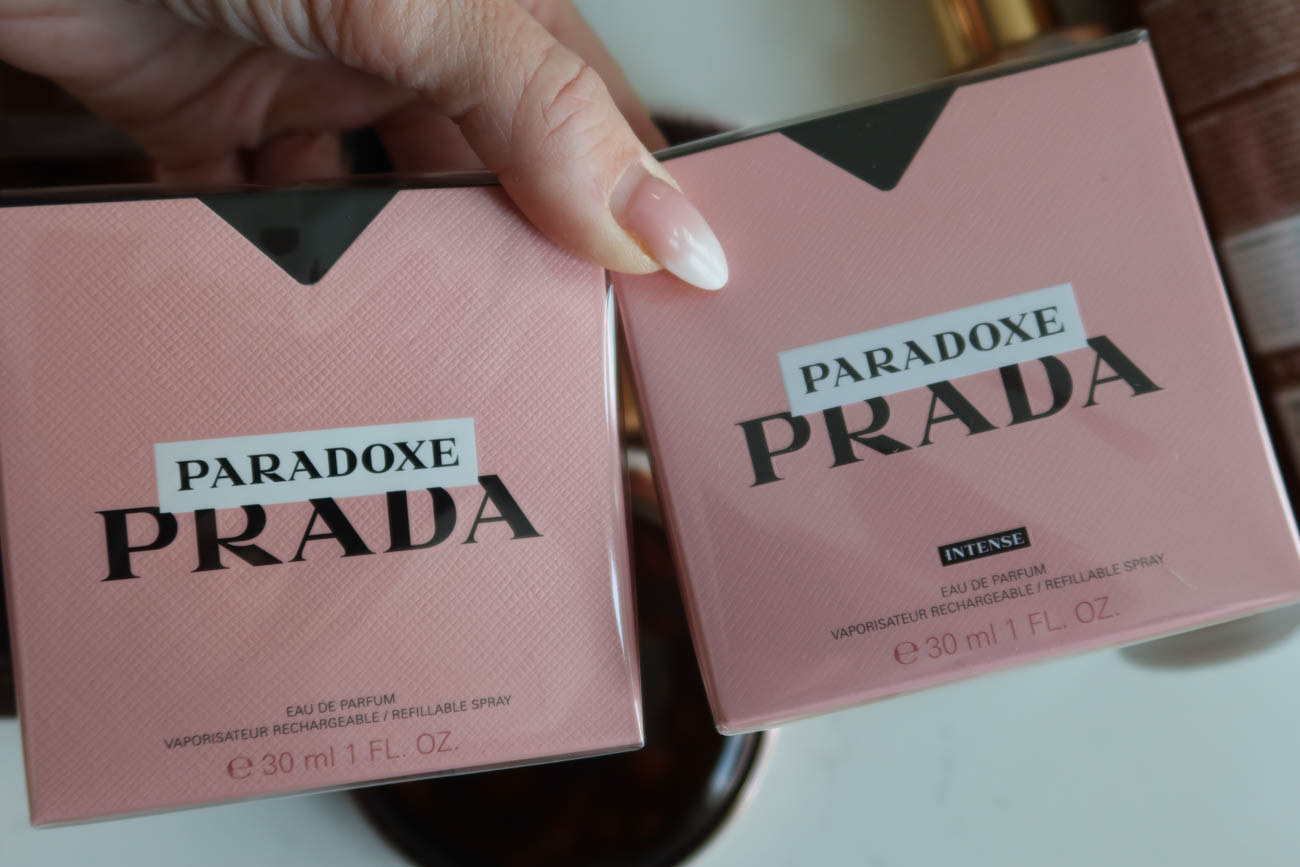 PARADOXE
PRADA
EAU DE PARFUM
VAPORISATEUR RECHARGEABLE / REFILLABLE SPRAY
℮ 30 ml 1 FL. OZ.
PARADOXE
PRADA
INTENSE
EAU DE PARFUM
VAPORISATEUR RECHARGEABLE / REFILLABLE SPRAY
℮ 30 ml 1 FL. OZ.